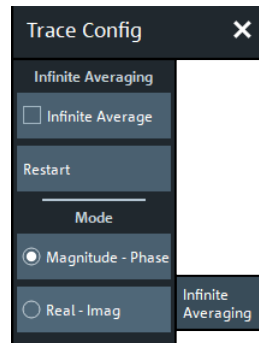 Trace Config
Infinite Averaging
Infinite Average
Restart
Mode
Magnitude - Phase
Real - Imag
Infinite
Averaging